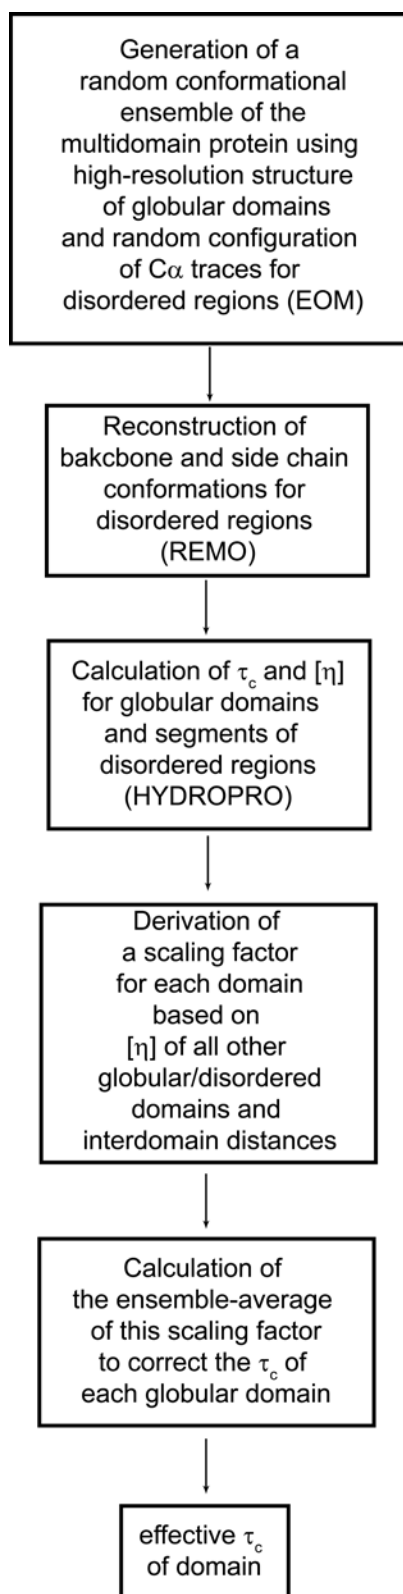 Generation of a
random conformational
ensemble of the
multidomain protein using
high-resolution structure
of globular domains
and random configuration
of Cα traces for
disordered regions (EOM)
Reconstruction of
bakcbone and side chain
conformations for
disordered regions
(REMO)
Calculation of τc and [η]
for globular domains
and segments of
disordered regions
(HYDROPRO)
Derivation of
a scaling factor
for each domain
based on
[η] of all other
globular/disordered
domains and
interdomain distances
Calculation of
the ensemble-average
of this scaling factor
to correct the τc of
each globular domain
effective τc
of domain